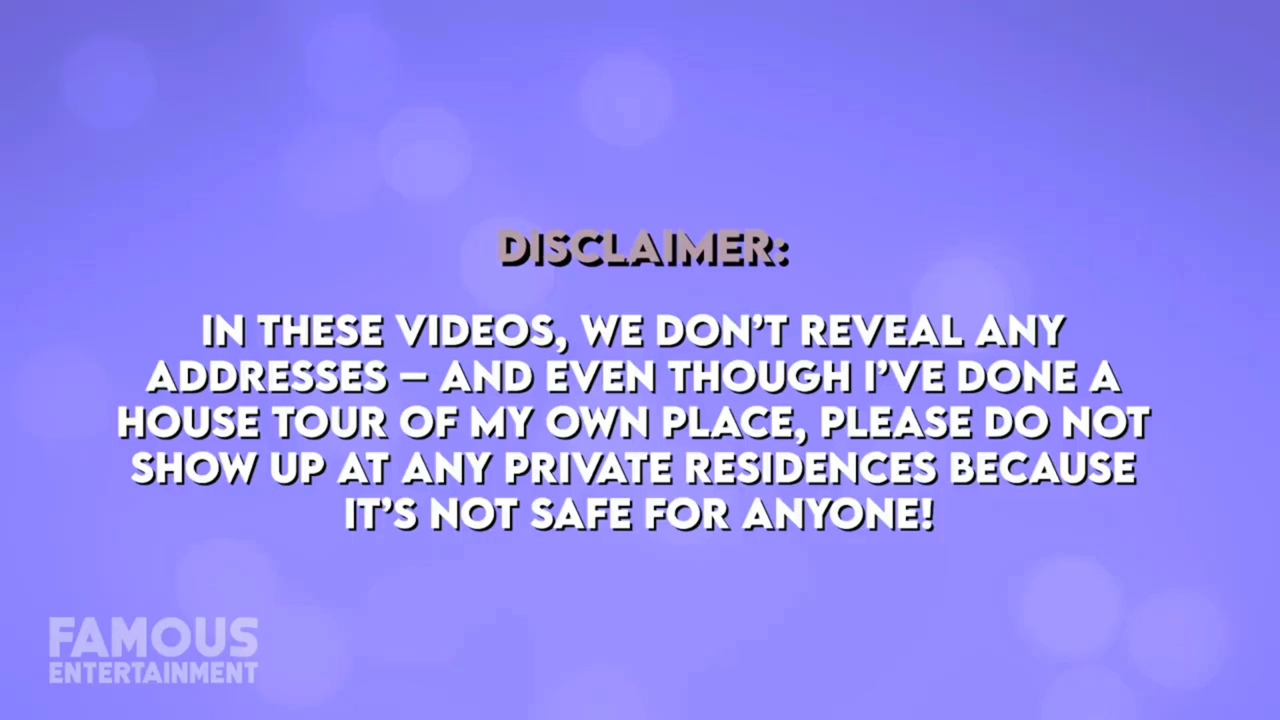 DISCLAIMER:
IN THESE VIDEOS, WE DON'T REVEAL ANY
ADDRESSES – AND EVEN THOUGH I'VE DONE A
HOUSE TOUR OF MY OWN PLACE, PLEASE DO NOT
SHOW UP AT ANY PRIVATE RESIDENCES BECAUSE
IT'S NOT SAFE FOR ANYONE!
FAMOUS
ENTERTAINMENT